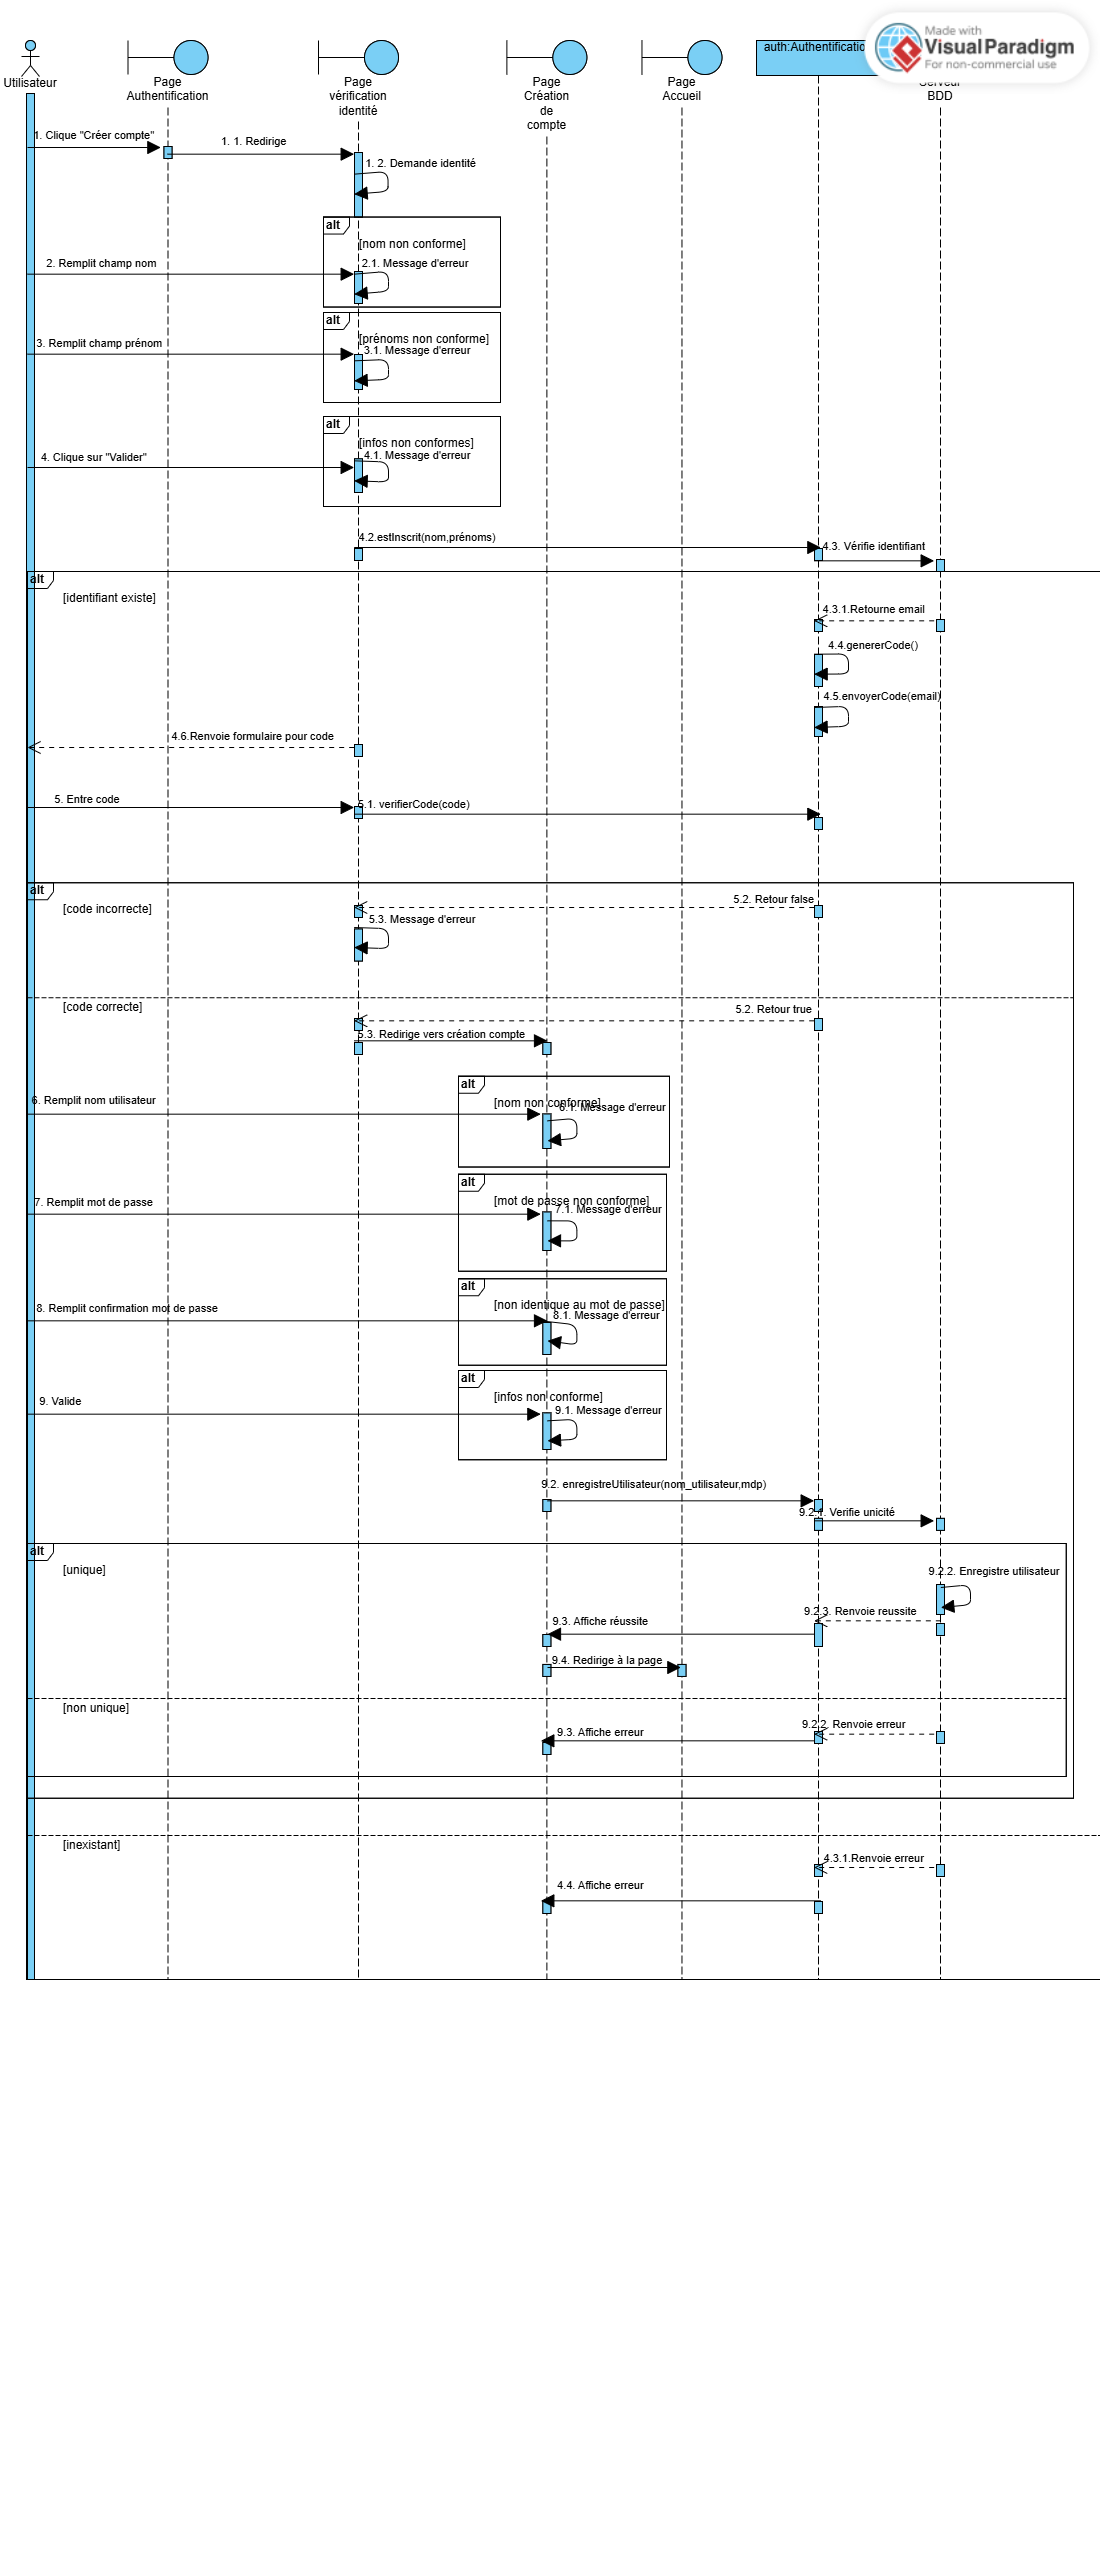 Made with
VisualParadigm
For non-commercial use
Utilisateur
Page
Authentification
Page
vérification
identité
Page
Création
de
compte
Page
Accueil
auth:Authentificatio
Serveur
BDD
1. Clique "Créer compte"
1. 1. Redirige
1. 2. Demande identité
alt
[nom non conforme]
2. Remplit champ nom
2.1. Message d'erreur
alt
[prénoms non conforme]
3. Remplit champ prénom
3.1. Message d'erreur
alt
[infos non conformes]
4. Clique sur "Valider"
4.1. Message d'erreur
4.2.estInscrit(nom,prénoms)
4.3. Vérifie identifiant
alt
[identifiant existe]
4.3.1.Retourne email
4.4.genererCode()
4.5.envoyerCode(email)
4.6.Renvoie formulaire pour code
5. Entre code
5.1. verifierCode(code)
alt
[code incorrecte]
5.2. Retour false
5.3. Message d'erreur
[code correcte]
5.2. Retour true
5.3. Redirige vers création compte
alt
[nom non conforme]
6. Remplit nom utilisateur
6.1. Message d'erreur
alt
[mot de passe non conforme]
7. Remplit mot de passe
7.1. Message d'erreur
alt
[non identique au mot de passe]
8. Remplit confirmation mot de passe
8.1. Message d'erreur
alt
[infos non conforme]
9. Valide
9.1. Message d'erreur
9.2. enregistreUtilisateur(nom_utilisateur,mdp)
9.2.1. Verifie unicité
alt
[unique]
9.2.2. Enregistre utilisateur
9.2.3. Renvoie reussite
9.3. Affiche réussite
9.4. Redirige à la page
[non unique]
9.2.2. Renvoie erreur
9.3. Affiche erreur
[inexistant]
4.3.1.Renvoie erreur
4.4. Affiche erreur